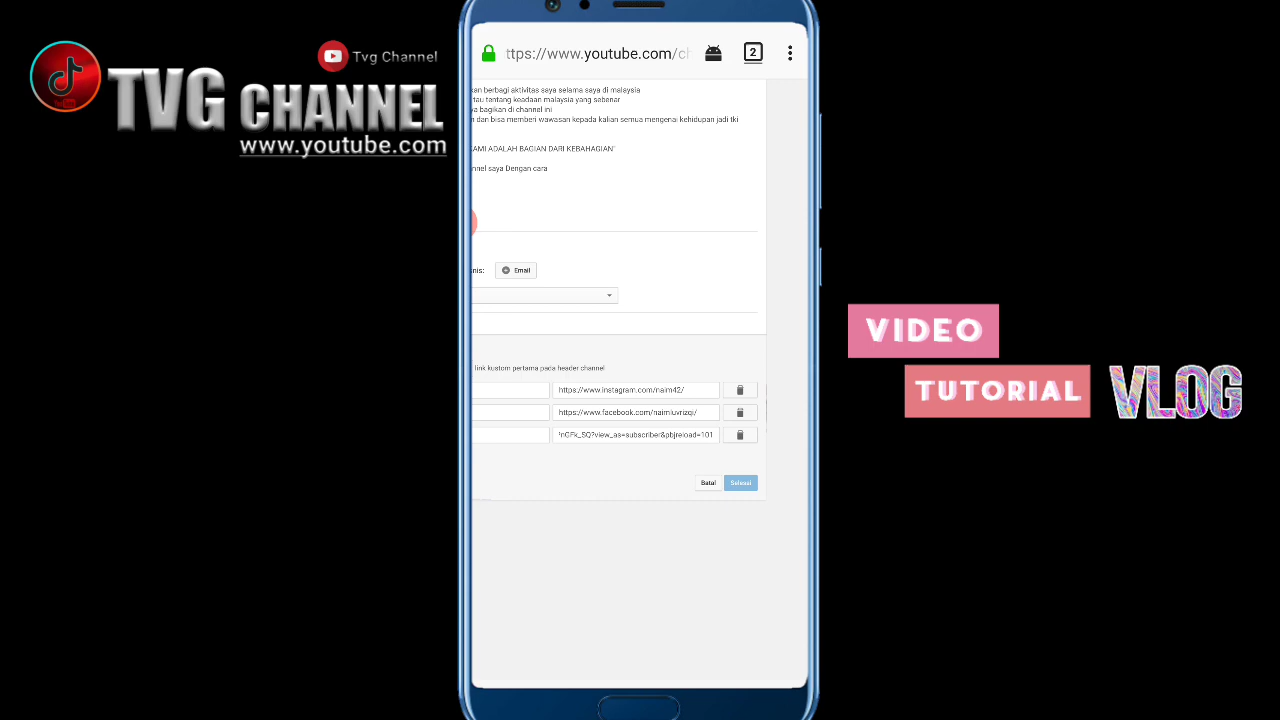 Tvg Channel
TVG CHANNEL
www.youtube.com
ttps://www.youtube.com/ch
2
kan berbagi aktivitas saya selama saya di malaysia
tau tentang keadaan malaysia yang sebenar
ya bagikan di channel ini
n dan bisa memberi wawasan kepada kalian semua mengenai kehidupan jadi tki
AMI ADALAH BAGIAN DARI KEBAHAGIAN"
nnel saya Dengan cara
nis:
Email
link kustom pertama pada header channel
https://www.instagram.com/naim42/
https://www.facebook.com/naimluvrizqi/
nGFk_SQ?view_as=subscriber&pbjreload=101
Batal
Selesai
VIDEO
TUTORIAL
VLOG